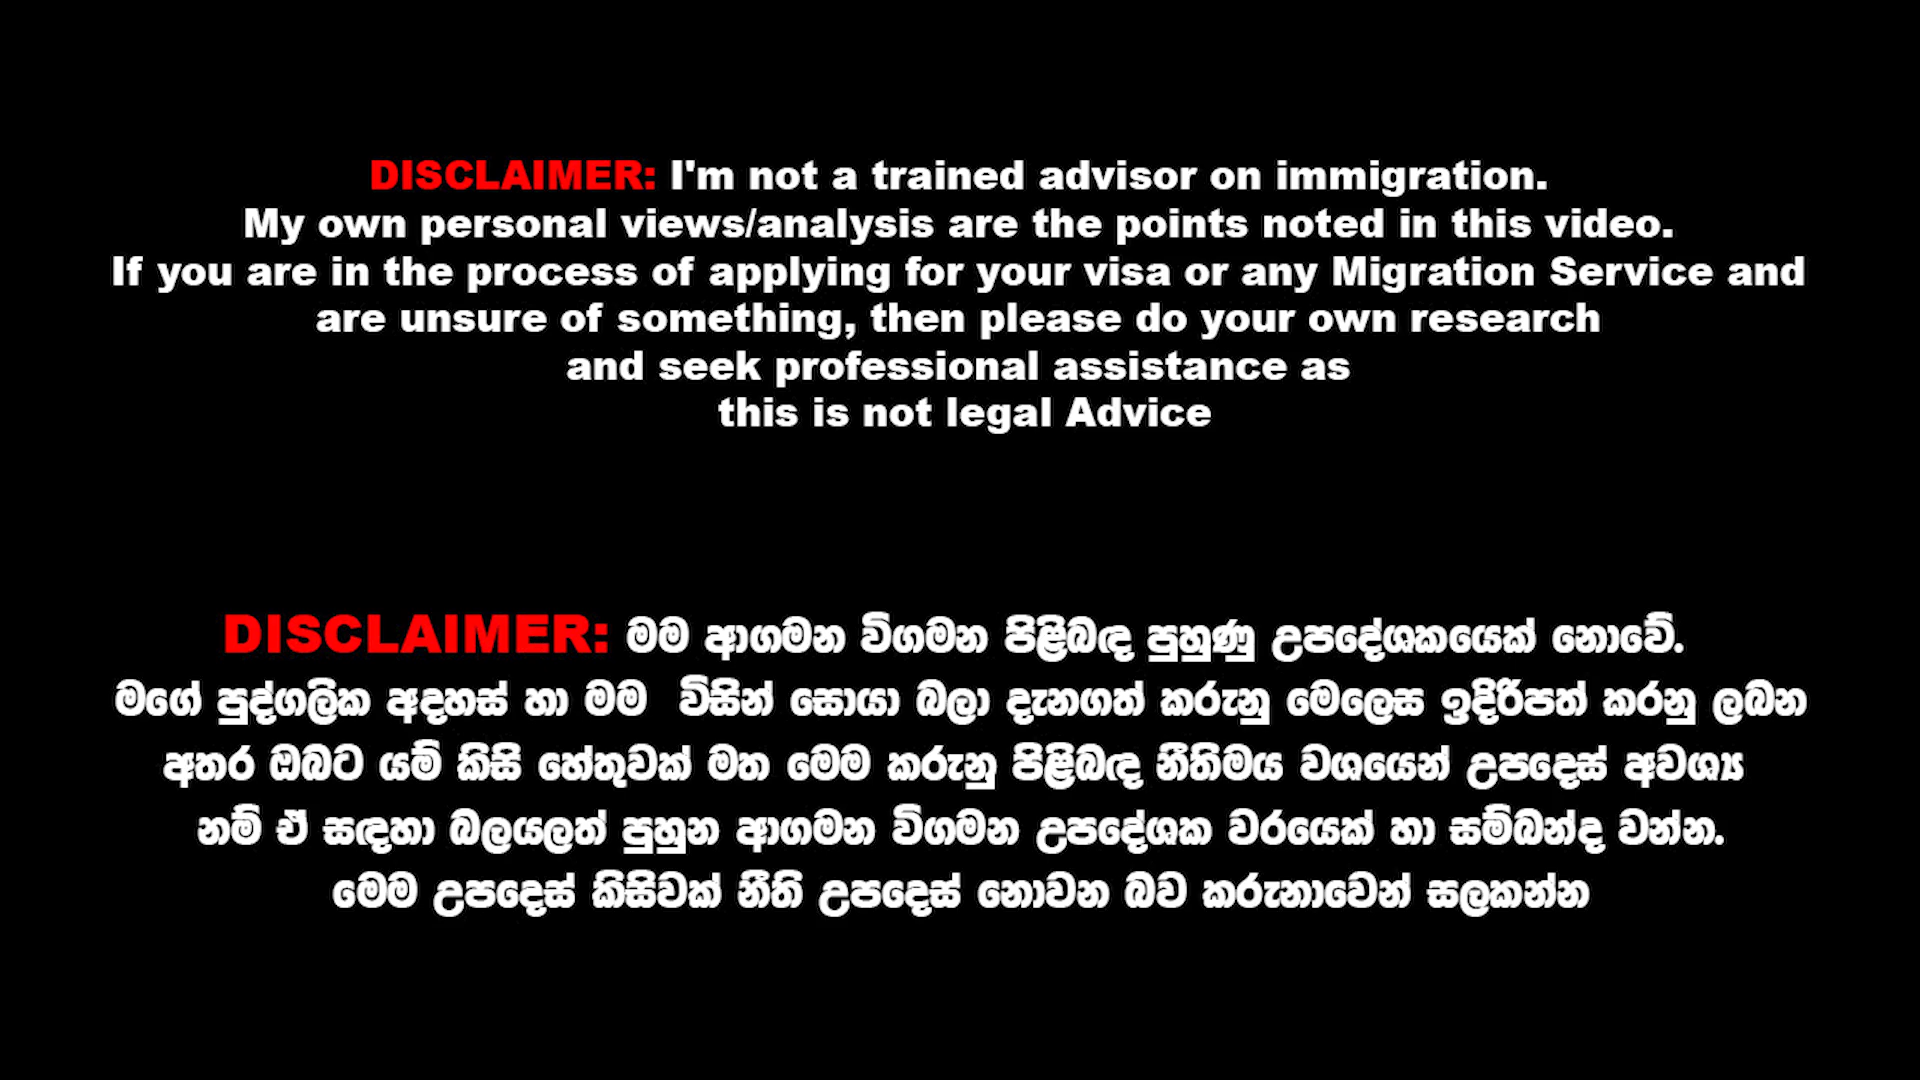 DISCLAIMER: I'm not a trained advisor on immigration.
My own personal views/analysis are the points noted in this video.
If you are in the process of applying for your visa or any Migration Service and
are unsure of something, then please do your own research
and seek professional assistance as
this is not legal Advice
DISCLAIMER: මම ආගමන විගමන පිළිබඳ පුහුණු උපදේශකයෙක් නොවේ.
මගේ පුද්ගලික අදහස් හා මම  විසින් සොයා බලා දැනගත් කරුනු මෙලෙස ඉදිරිපත් කරනු ලබන
අතර ඔබට යම් කිසි හේතුවක් මත මෙම කරුනු පිළිබඳ නීතිමය වශයෙන් උපදෙස් අවශ්‍ය
නම් ඒ සඳහා බලයලත් පුහුන ආගමන විගමන උපදේශක වරයෙක් හා සම්බන්ද වන්න.
මෙම උපදෙස් කිසිවක් නීති උපදෙස් නොවන බව කරුනාවෙන් සලකන්න